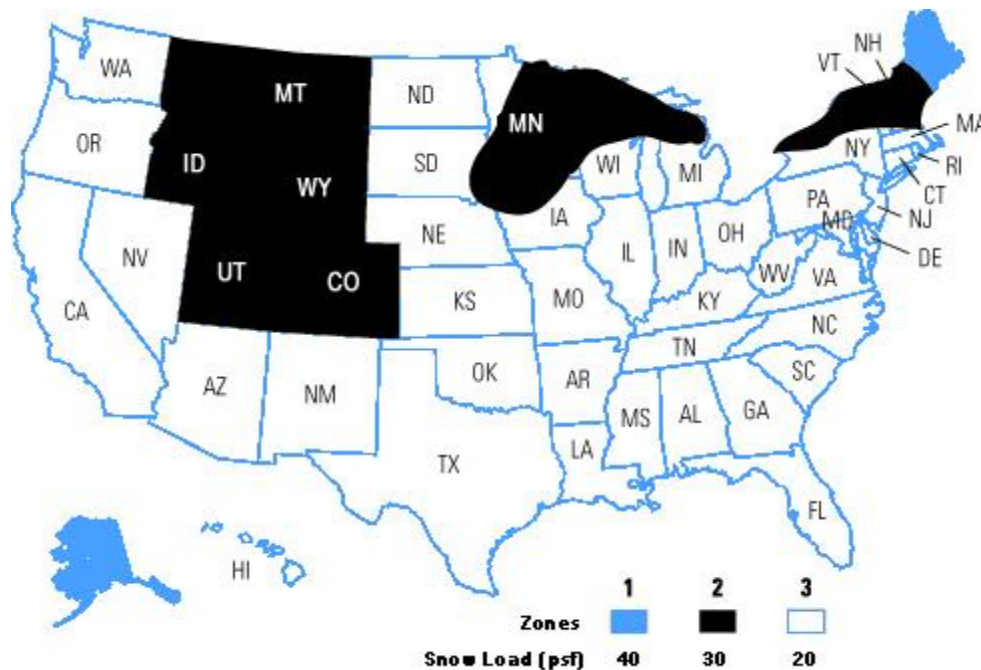 NH
VT
WA
MT
ND
MN
MA
OR
ID
SD
WI
NY
RI
WY
MI
CT
IA
PA
NJ
NE
MD
OH
NV
IL
IN
DE
UT
CO
WV
VA
CA
KS
MO
KY
NC
TN
OK
SC
AZ
NM
AR
MS
AL
GA
LA
TX
FL
HI
1 2 3
Zones
Snow Load (psf) 40 30 20